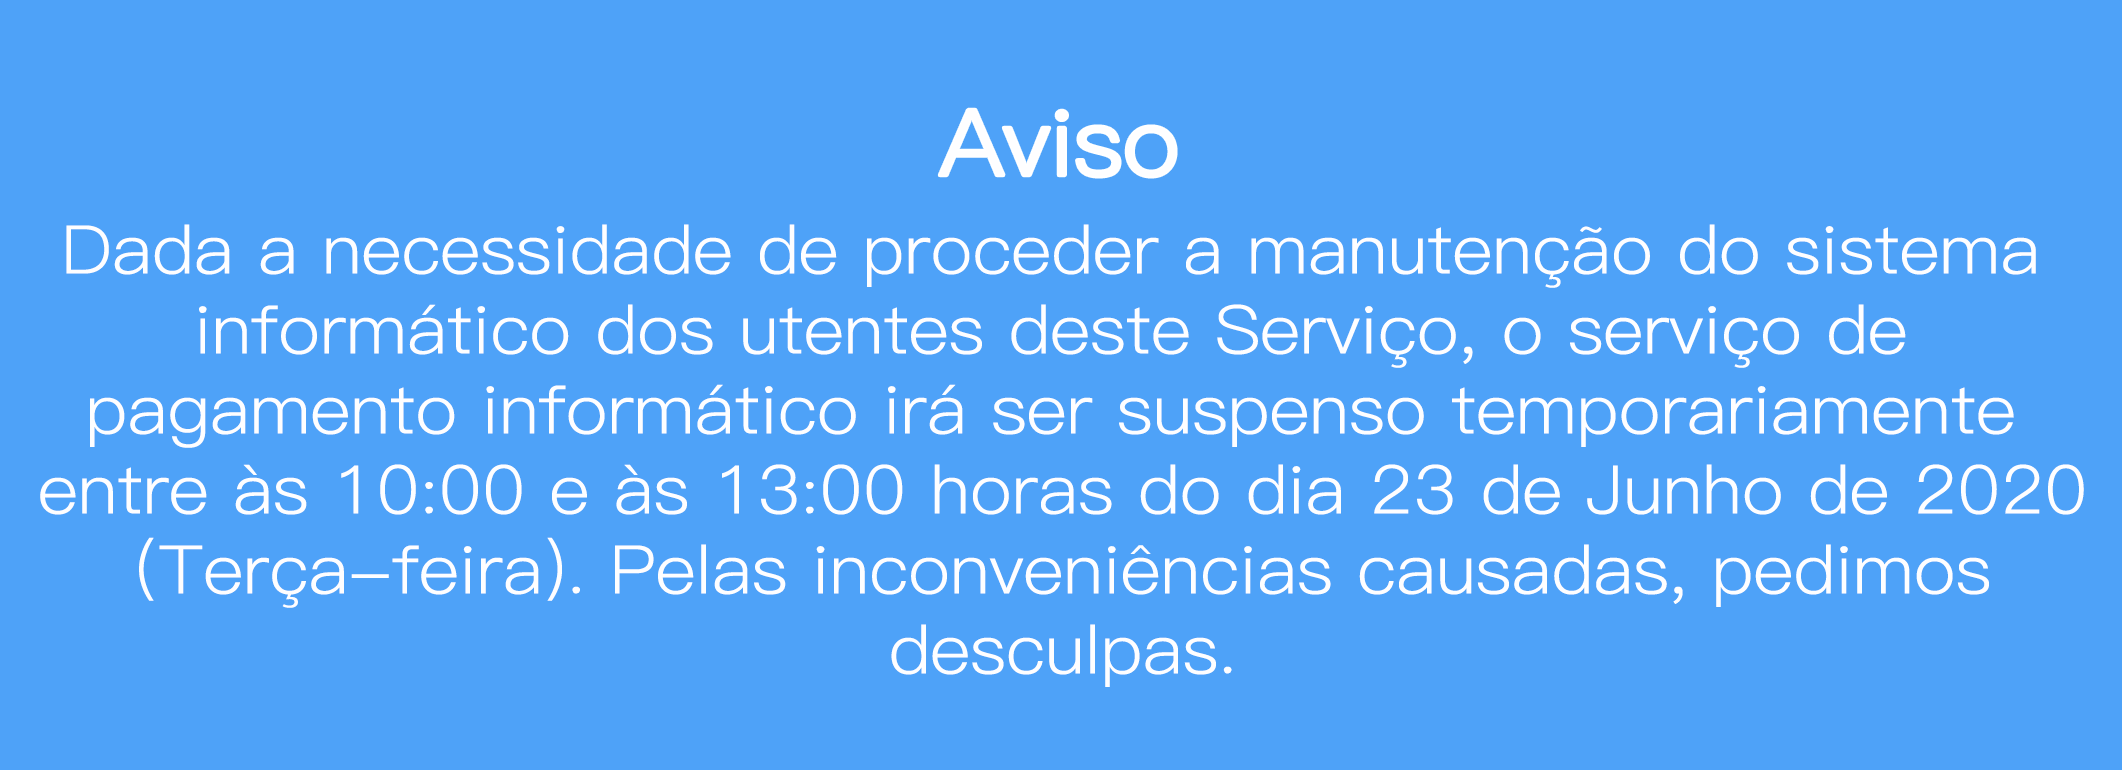 Aviso
Dada a necessidade de proceder a manutenção do sistema
informático dos utentes deste Serviço, o serviço de
pagamento informático irá ser suspenso temporariamente
entre às 10:00 e às 13:00 horas do dia 23 de Junho de 2020
(Terça-feira). Pelas inconveniências causadas, pedimos
desculpas.